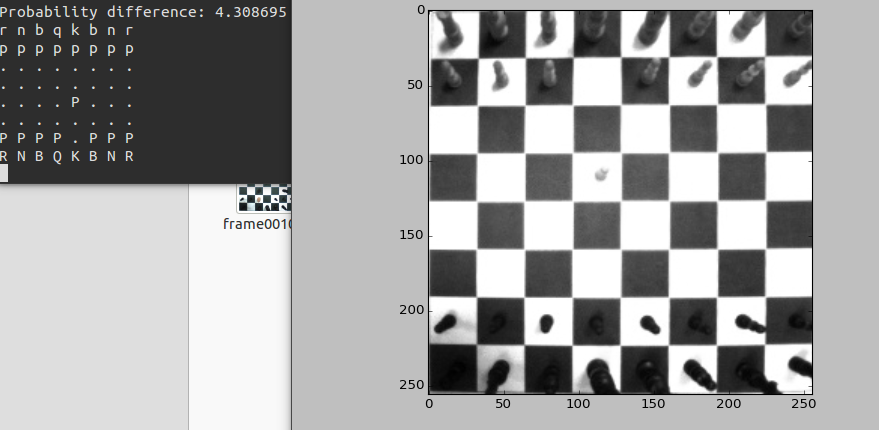 Probability difference: 4.308695
r n b q k b n r
p p p p p p p p
. . . . . . . .
. . . . . . . .
. . . . P . . .
. . . . . . . .
P P P P . P P P
R N B Q K B N R
frame0010
0
50
100
150
200
250
0 50 100 150 200 250